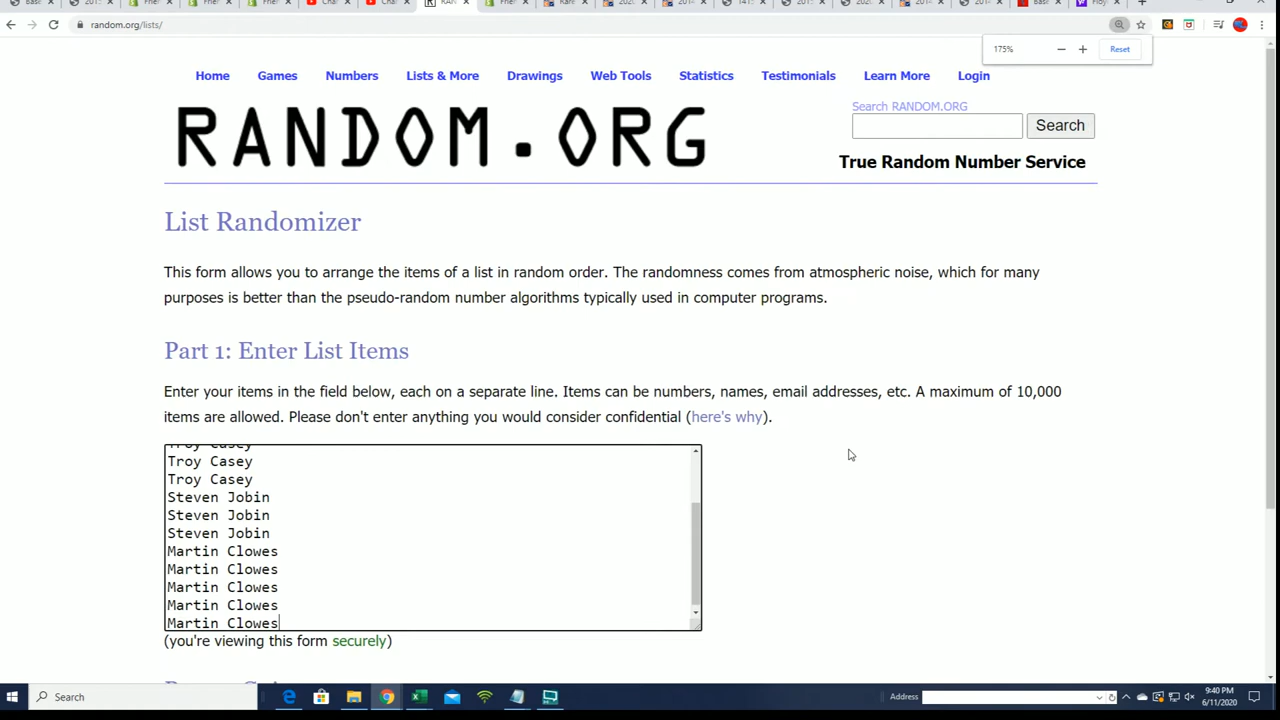 random.org/lists/
175%
Reset
Home Games Numbers Lists & More Drawings Web Tools Statistics Testimonials Learn More Login
RANDOM.ORG
Search RANDOM.ORG
Search
True Random Number Service
List Randomizer
This form allows you to arrange the items of a list in random order. The randomness comes from atmospheric noise, which for many
purposes is better than the pseudo-random number algorithms typically used in computer programs.
Part 1: Enter List Items
Enter your items in the field below, each on a separate line. Items can be numbers, names, email addresses, etc. A maximum of 10,000
items are allowed. Please don't enter anything you would consider confidential (here's why).
Troy Casey
Troy Casey
Troy Casey
Steven Jobin
Steven Jobin
Steven Jobin
Martin Clowes
Martin Clowes
Martin Clowes
Martin Clowes
Martin Clowes
(you're viewing this form securely)
Search
Address
9:40 PM
6/11/2020